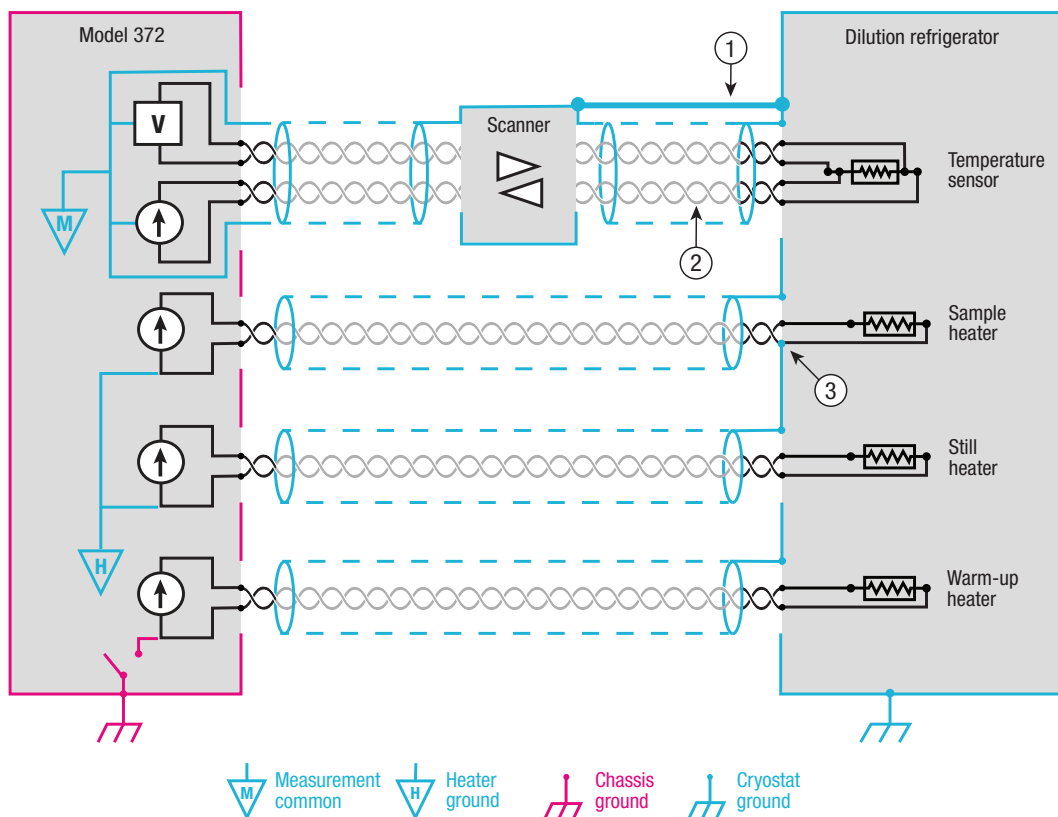 Model 372
Dilution refrigerator
1
V
Scanner
Temperature
sensor
M
2
Sample
heater
3
Still
heater
H
Warm-up
heater
M
Measurement
common
H
Heater
ground
Chassis
ground
Cryostat
ground